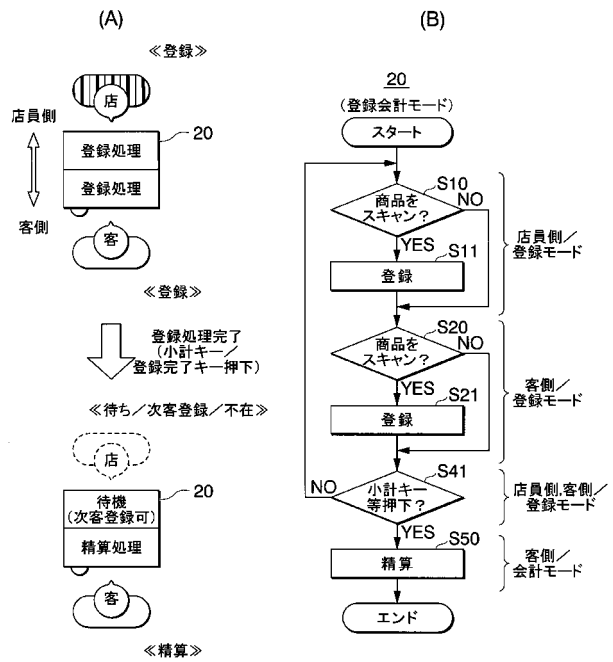 (A)
≪登録≫
店
店員側
20
登録処理
登録処理
客側
客
≪登録≫
登録処理完了
(小計キー/
登録完了キー押下)
≪待ち/次客登録/不在≫
店
20
待機
(次客登録可)
精算処理
客
≪精算≫
(B)
20
(登録会計モード)
スタート
S10
商品を
スキャン?
NO
YES
S11
登録
店員側/
登録モード
S20
商品を
スキャン?
NO
YES
S21
登録
客側/
登録モード
S41
小計キー
等押下?
NO
YES
店員側,客側/
登録モード
S50
精算
客側/
会計モード
エンド